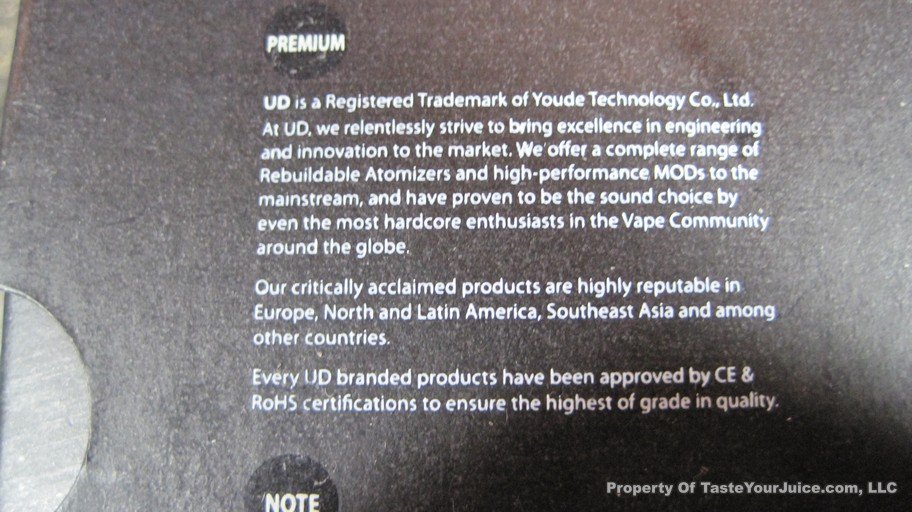 PREMIUM
UD is a Registered Trademark of Youde Technology Co., Ltd.
At UD, we relentlessly strive to bring excellence in engineering
and innovation to the market. We offer a complete range of
Rebuildable Atomizers and high-performance MODs to the
mainstream, and have proven to be the sound choice by
even the most hardcore enthusiasts in the Vape Community
around the globe.
Our critically acclaimed products are highly reputable in
Europe, North and Latin America, Southeast Asia and among
other countries.
Every UD branded products have been approved by CE &
RoHS certifications to ensure the highest of grade in quality.
NOTE
Property Of TasteYourJuice.com, LLC